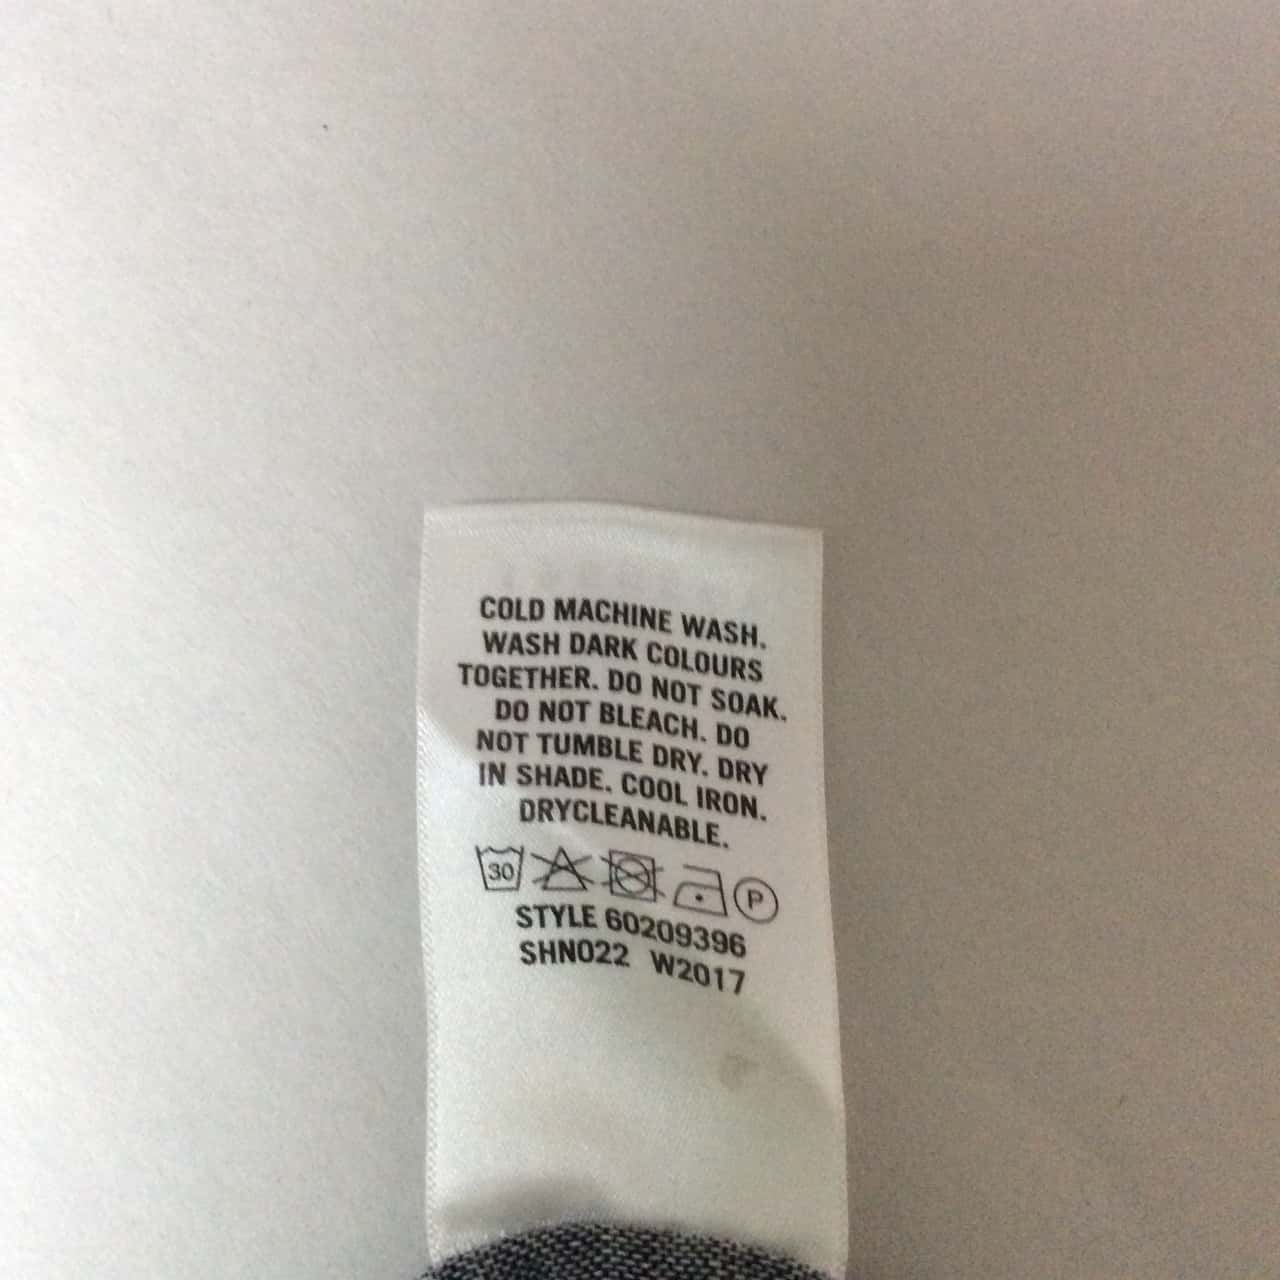 COLD MACHINE WASH.
WASH DARK COLOURS
TOGETHER. DO NOT SOAK.
DO NOT BLEACH. DO
NOT TUMBLE DRY. DRY
IN SHADE. COOL IRON.
DRYCLEANABLE.
30 P
STYLE 60209396
SHN022 W2017